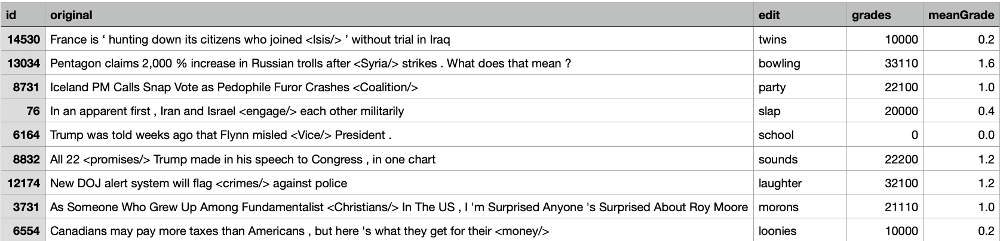 id original edit grades meanGrade
14530 France is ‘ hunting down its citizens who joined <Isis/> ’ without trial in Iraq twins 10000 0.2
13034 Pentagon claims 2,000 % increase in Russian trolls after <Syria/> strikes . What does that mean ? bowling 33110 1.6
8731 Iceland PM Calls Snap Vote as Pedophile Furor Crashes <Coalition/> party 22100 1.0
76 In an apparent first , Iran and Israel <engage/> each other militarily slap 20000 0.4
6164 Trump was told weeks ago that Flynn misled <Vice/> President . school 0 0.0
8832 All 22 <promises/> Trump made in his speech to Congress , in one chart sounds 22200 1.2
12174 New DOJ alert system will flag <crimes/> against police laughter 32100 1.2
3731 As Someone Who Grew Up Among Fundamentalist <Christians/> In The US , I 'm Surprised Anyone 's Surprised About Roy Moore morons 21110 1.0
6554 Canadians may pay more taxes than Americans , but here 's what they get for their <money/> loonies 10000 0.2